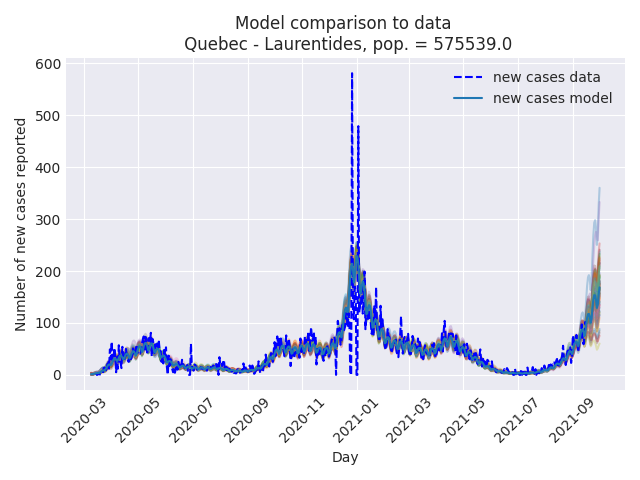 Model comparison to data
Quebec - Laurentides, pop. = 575539.0
new cases data
new cases model
Number of new cases reported
600
500
400
300
200
100
0
2020-03
2020-05
2020-07
2020-09
2020-11
2021-01
2021-03
2021-05
2021-07
2021-09
Day